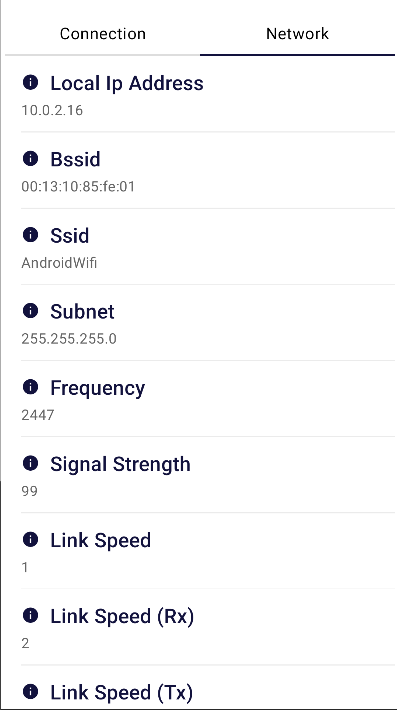 Connection Network
Local Ip Address
10.0.2.16
Bssid
00:13:10:85:fe:01
Ssid
AndroidWifi
Subnet
255.255.255.0
Frequency
2447
Signal Strength
99
Link Speed
1
Link Speed (Rx)
2
Link Speed (Tx)